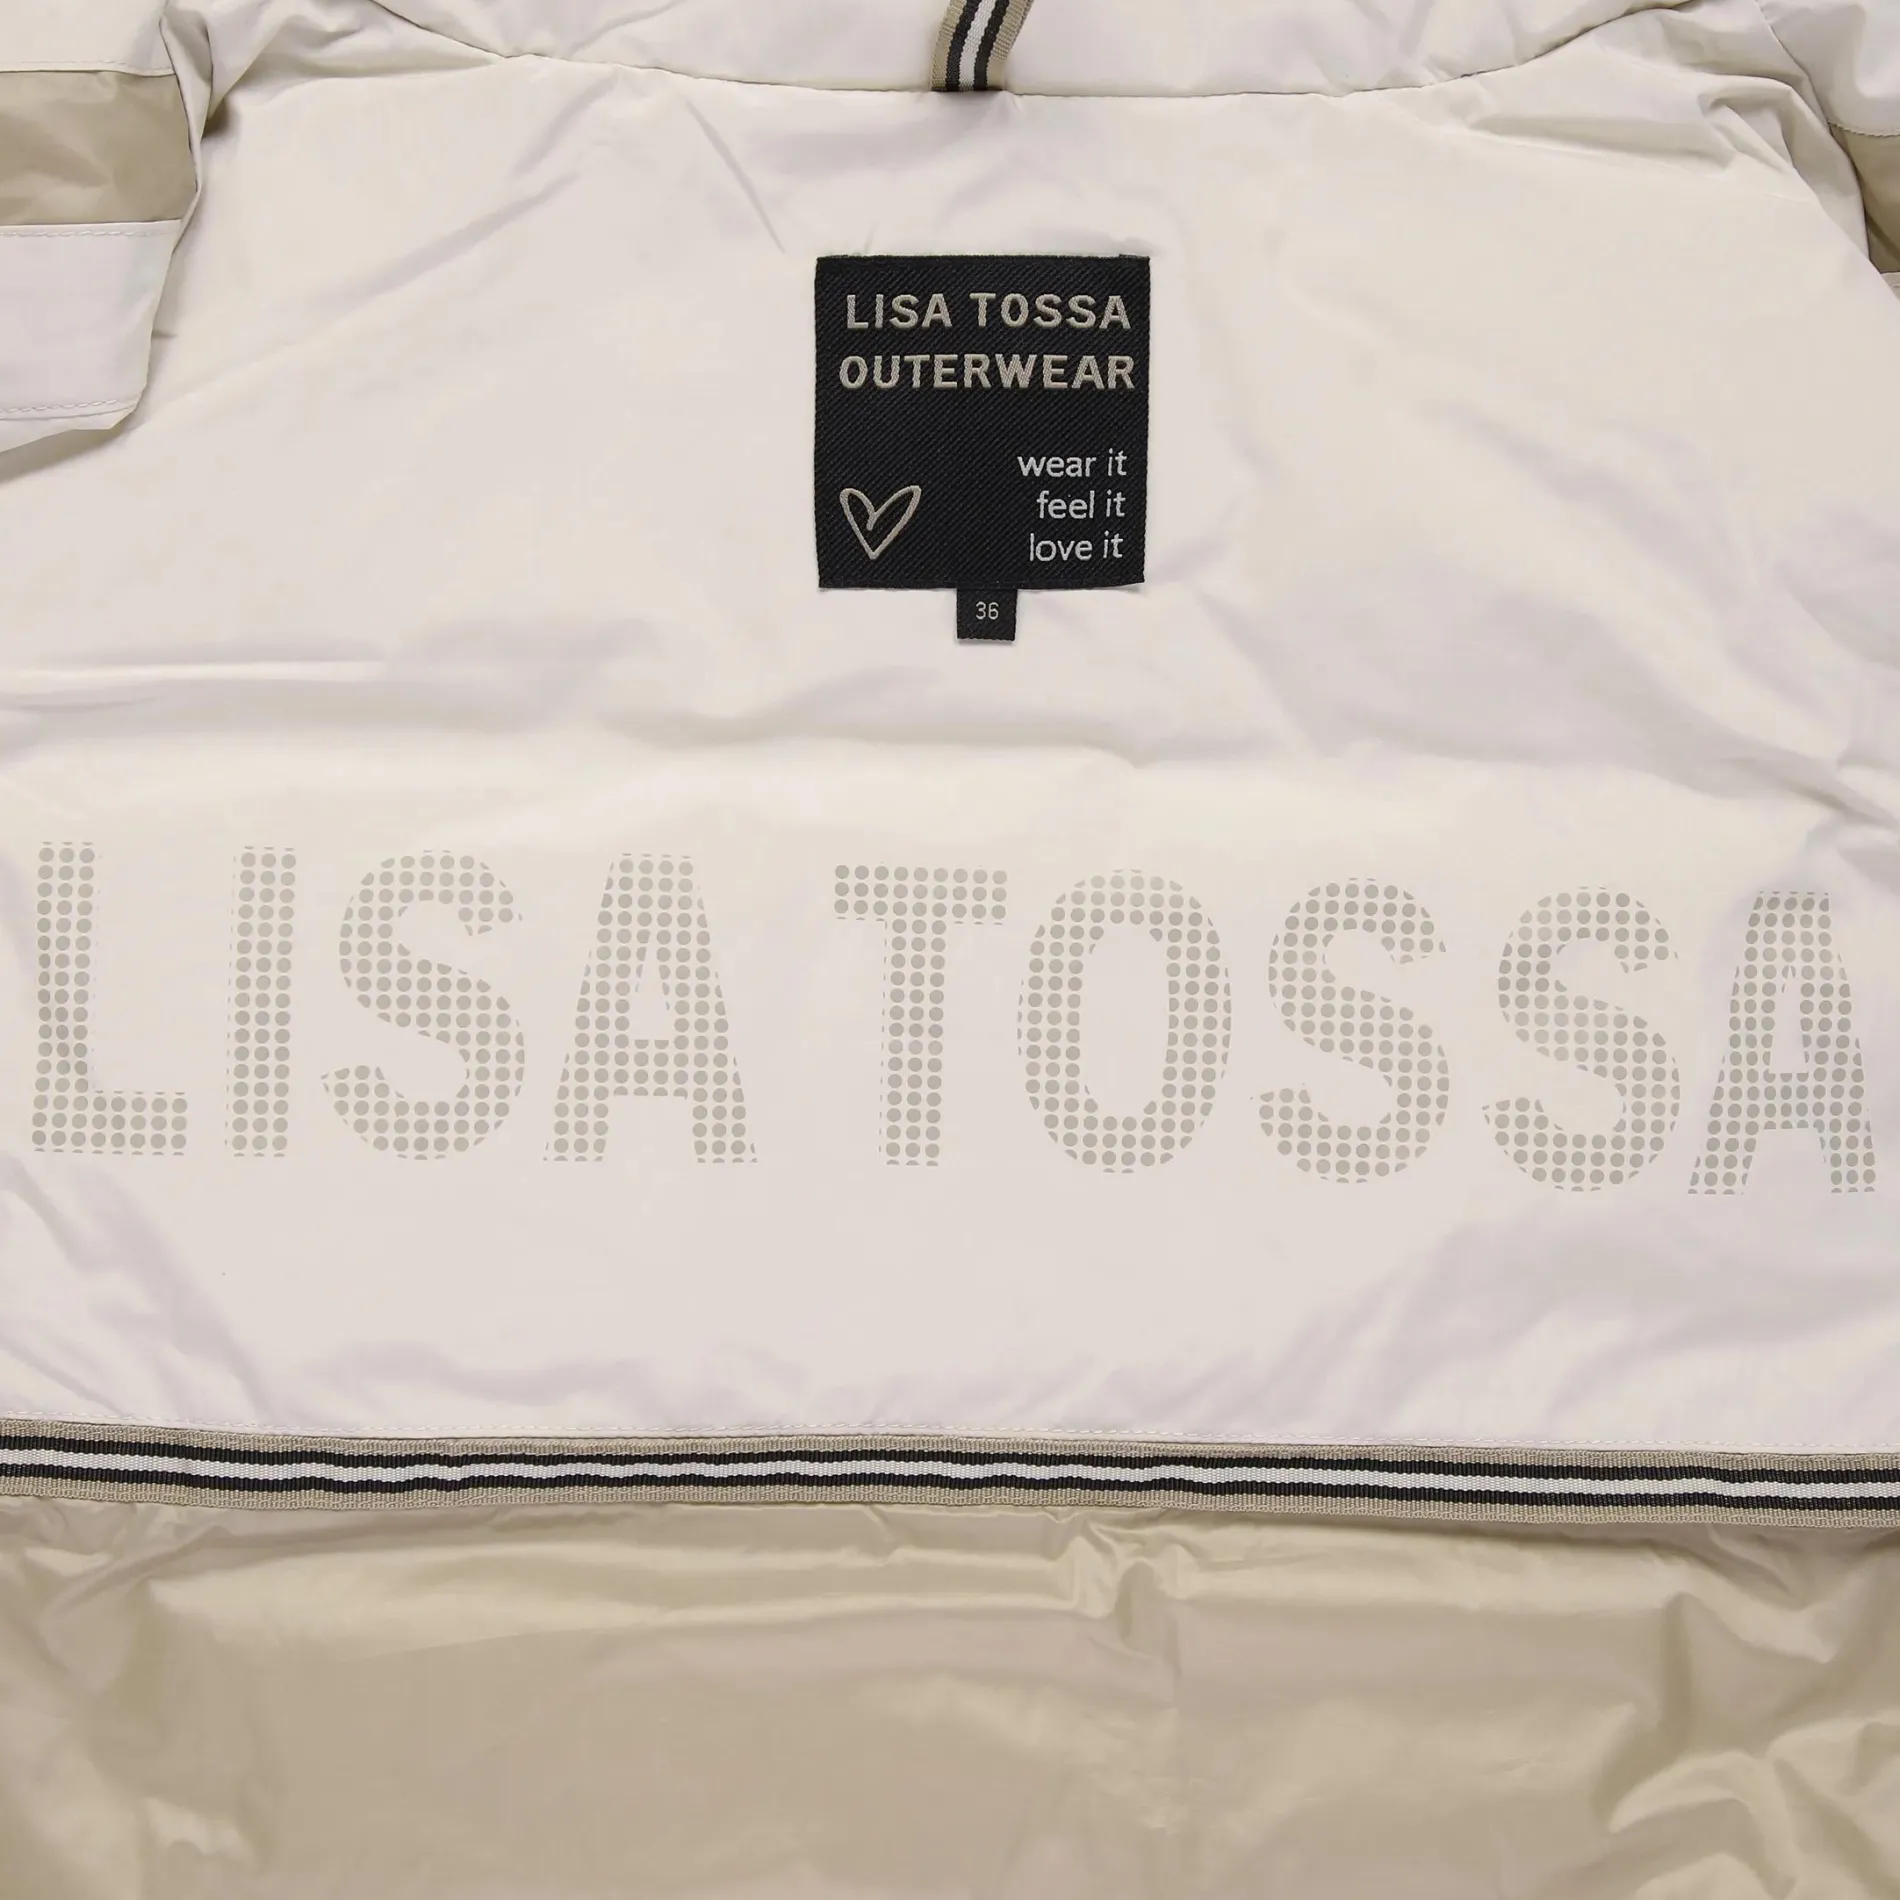 LISA TOSSA
OUTERWEAR
wear it
feel it
love it
36
LISA TOSSA